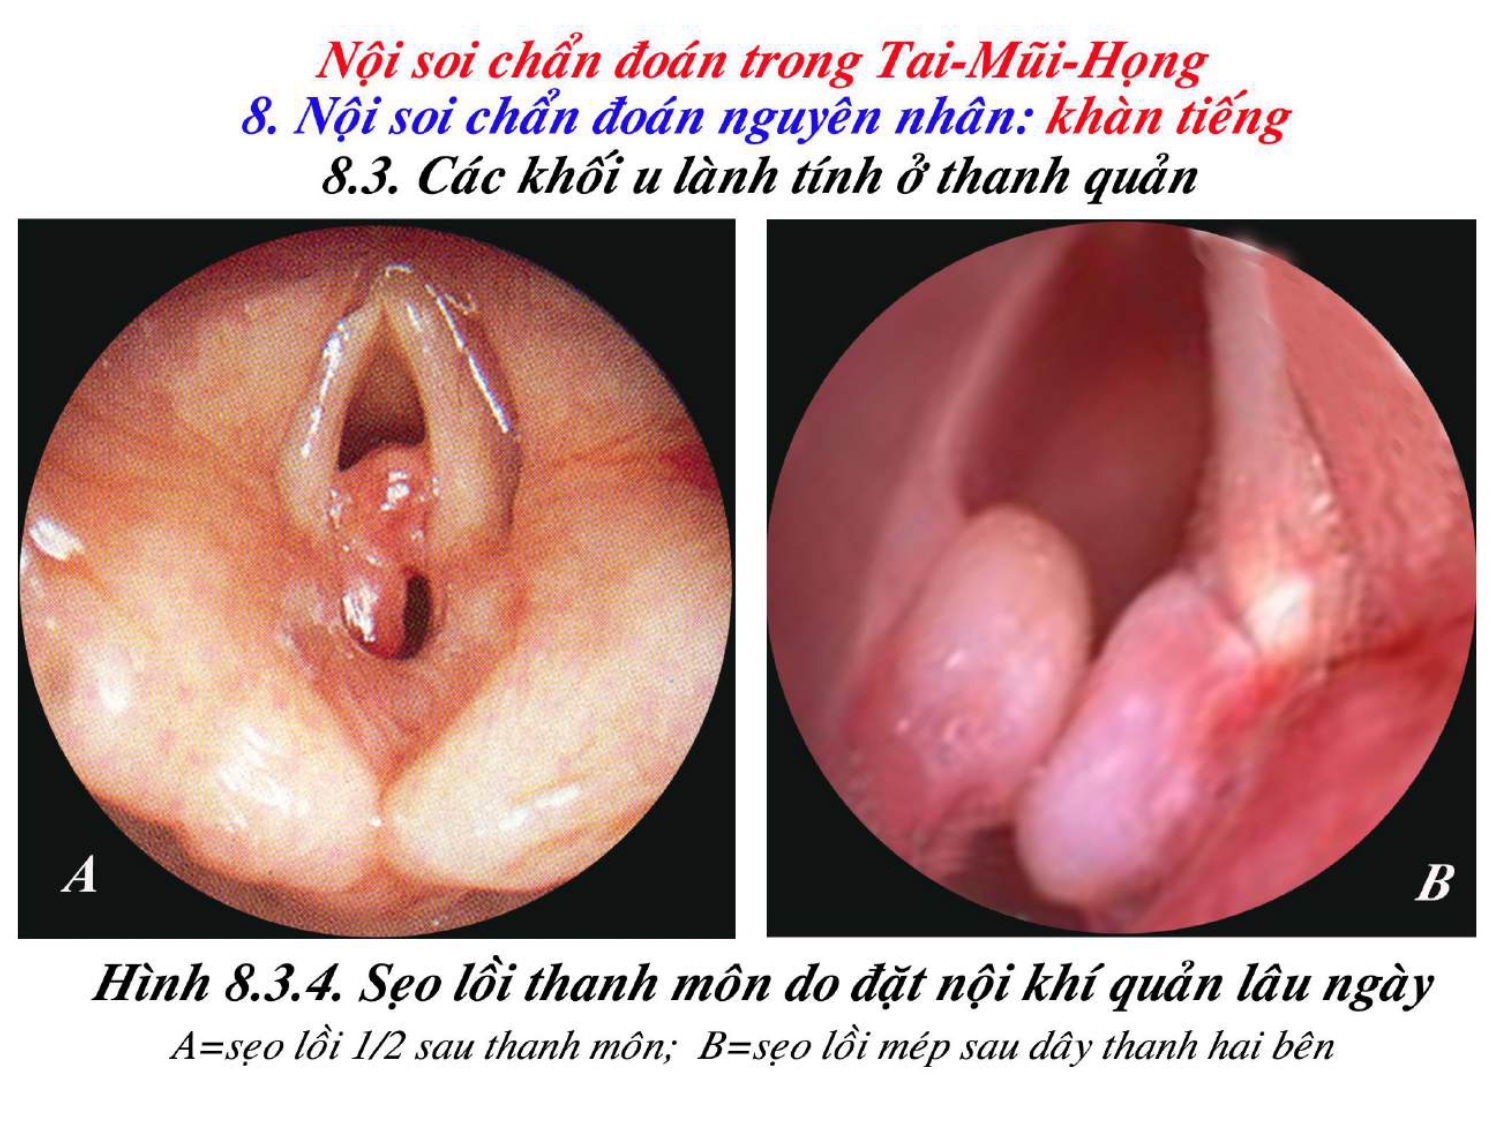 Nội soi chẩn đoán trong Tai-Mũi-Họng
8. Nội soi chẩn đoán nguyên nhân: khàn tiếng
8.3. Các khối u lành tính ở thanh quản
A
B
Hình 8.3.4. Sẹo lồi thanh môn do đặt nội khí quản lâu ngày
A=sẹo lồi 1/2 sau thanh môn; B=sẹo lồi mép sau dây thanh hai bên